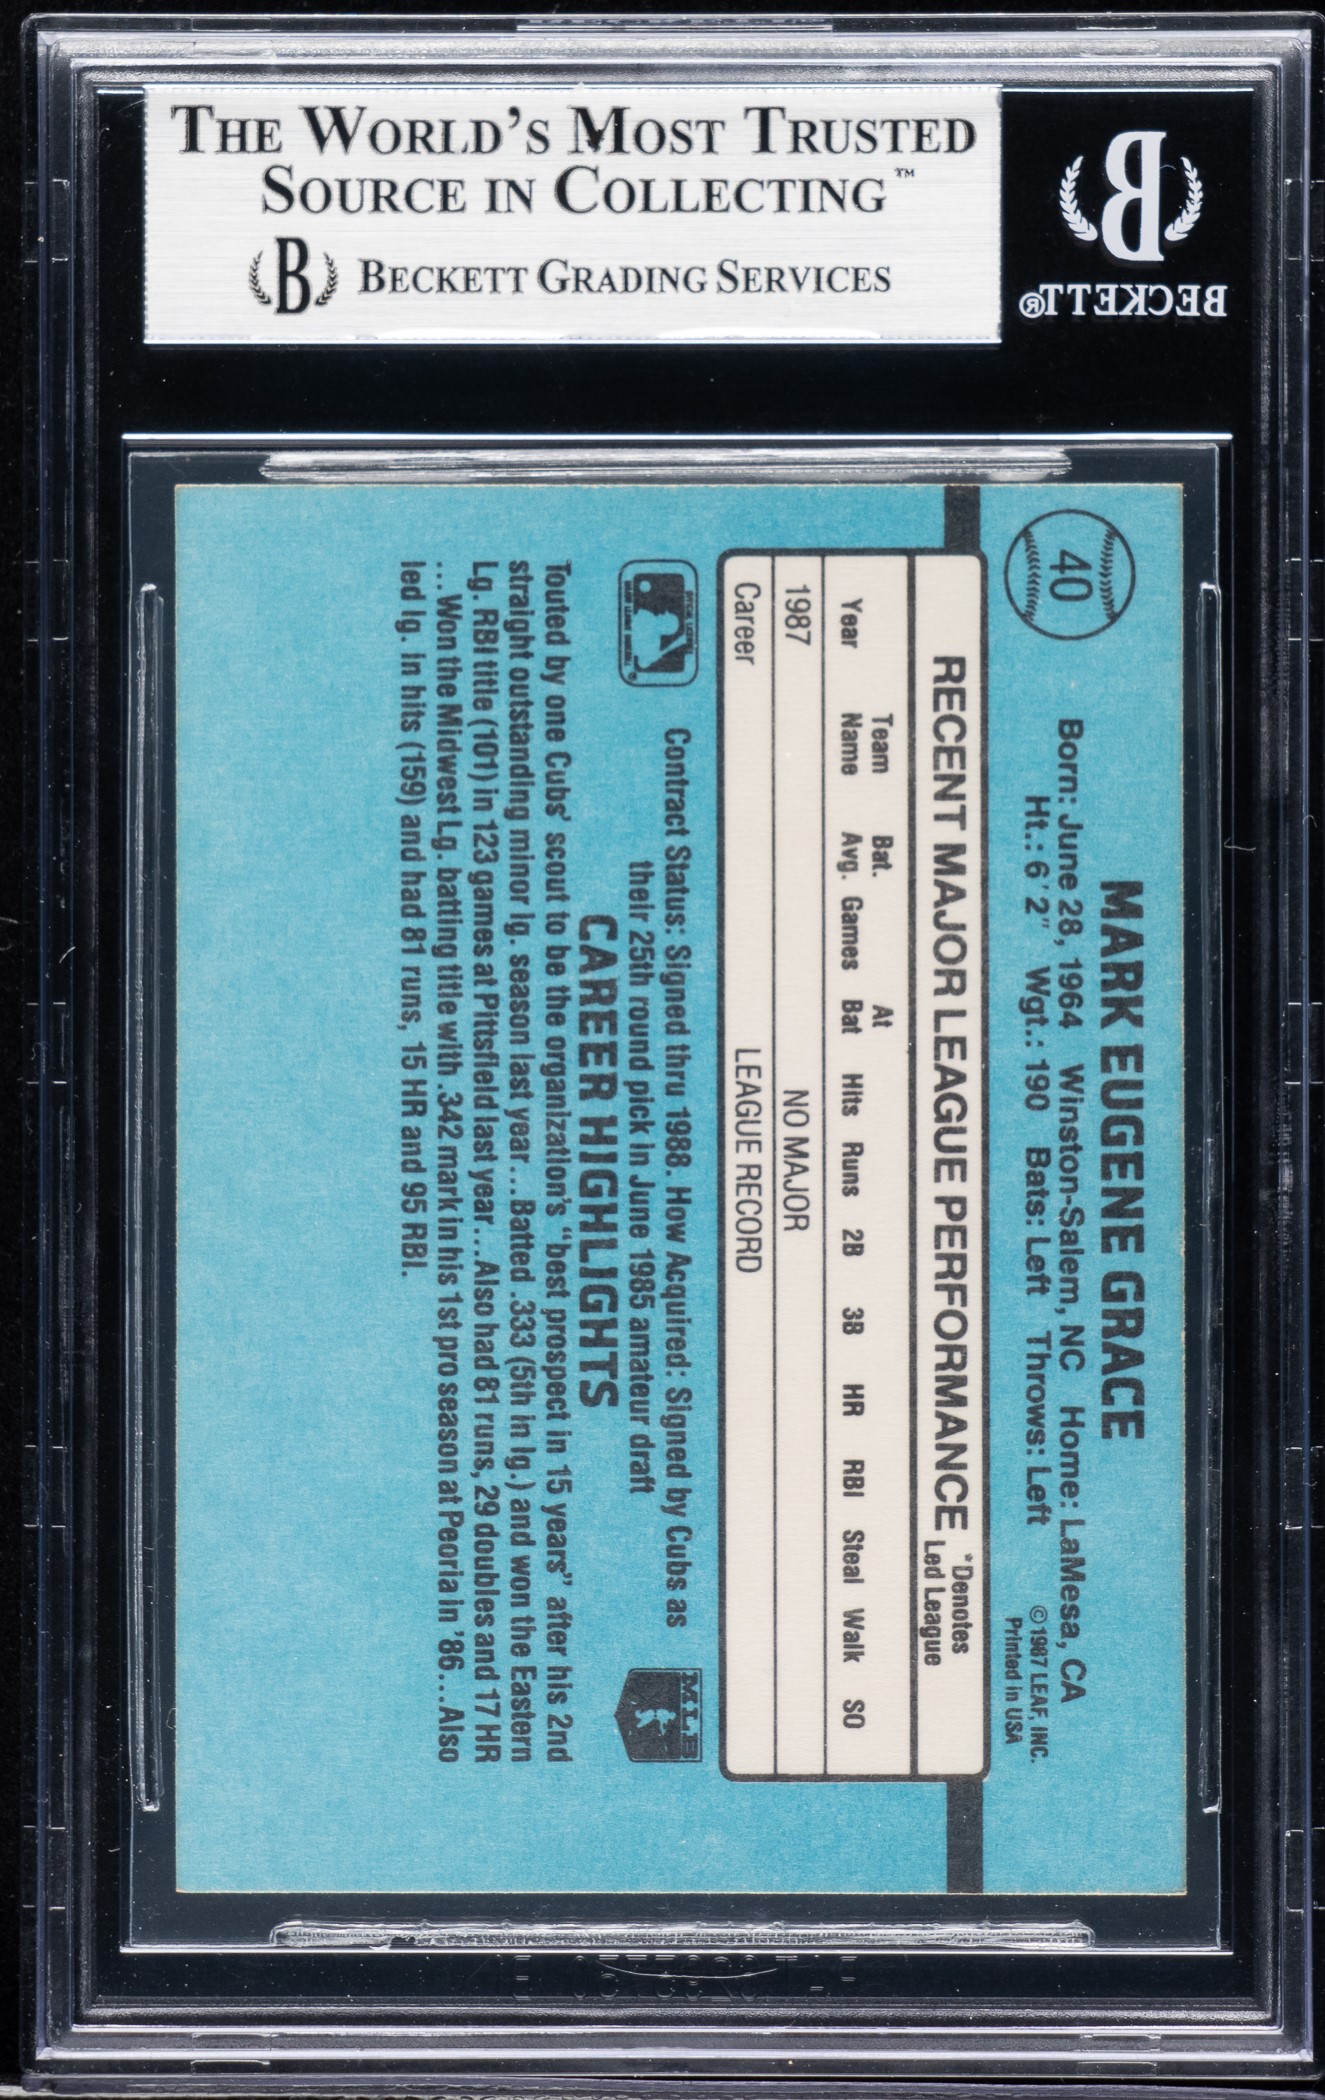 THE WORLD'S MOST TRUSTED
SOURCE IN COLLECTING™
B BECKETT GRADING SERVICES
B
BECKETT®
40
MARK EUGENE GRACE
Born: June 28, 1964 Winston-Salem, NC Home: LaMesa, CA
Ht.: 6'2" Wgt.: 190 Bats: Left Throws: Left
©1987 LEAF, INC.
Printed in USA
RECENT MAJOR LEAGUE PERFORMANCE *Denotes
Led League
Team Bat. At
Year Name Avg. Games Bat Hits Runs 2B 3B HR RBI Steal Walk SO
1987 NO MAJOR
Career LEAGUE RECORD
Contract Status: Signed thru 1988. How Acquired: Signed by Cubs as
their 25th round pick in June 1985 amateur draft
MLB
CAREER HIGHLIGHTS
Touted by one Cubs' scout to be the organization's "best prospect in 15 years" after his 2nd
straight outstanding minor lg. season last year...Batted .333 (5th in lg.) and won the Eastern
Lg. RBI title (101) in 123 games at Pittsfield last year...Also had 81 runs, 29 doubles and 17 HR
...Won the Midwest Lg. batting title with .342 mark in his 1st pro season at Peoria in '86...Also
led lg. in hits (159) and had 81 runs, 15 HR and 95 RBI.